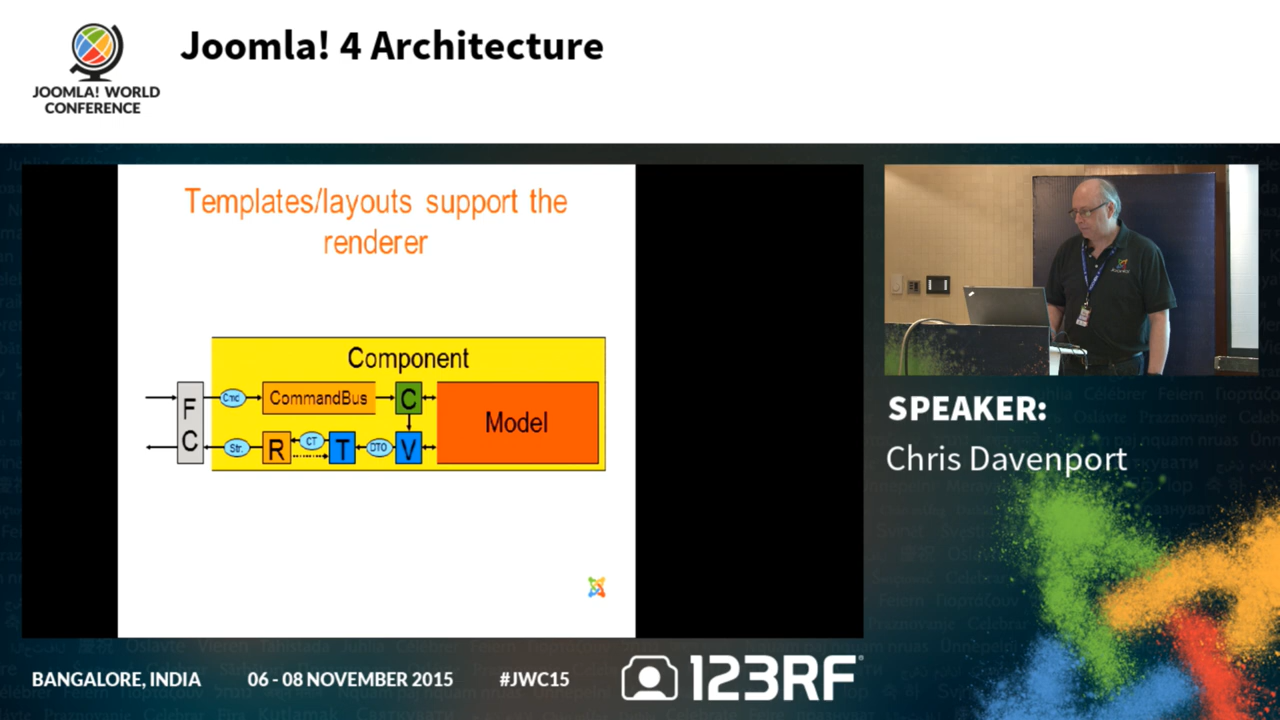 Joomla! 4 Architecture
JOOMLA! WORLD
CONFERENCE
Templates/layouts support the
renderer
Component
F
C
Cmd
CommandBus
C
Model
Str
R
CT
T
DTO
V
SPEAKER:
Chris Davenport
BANGALORE, INDIA
06 - 08 NOVEMBER 2015
#JWC15
123RF